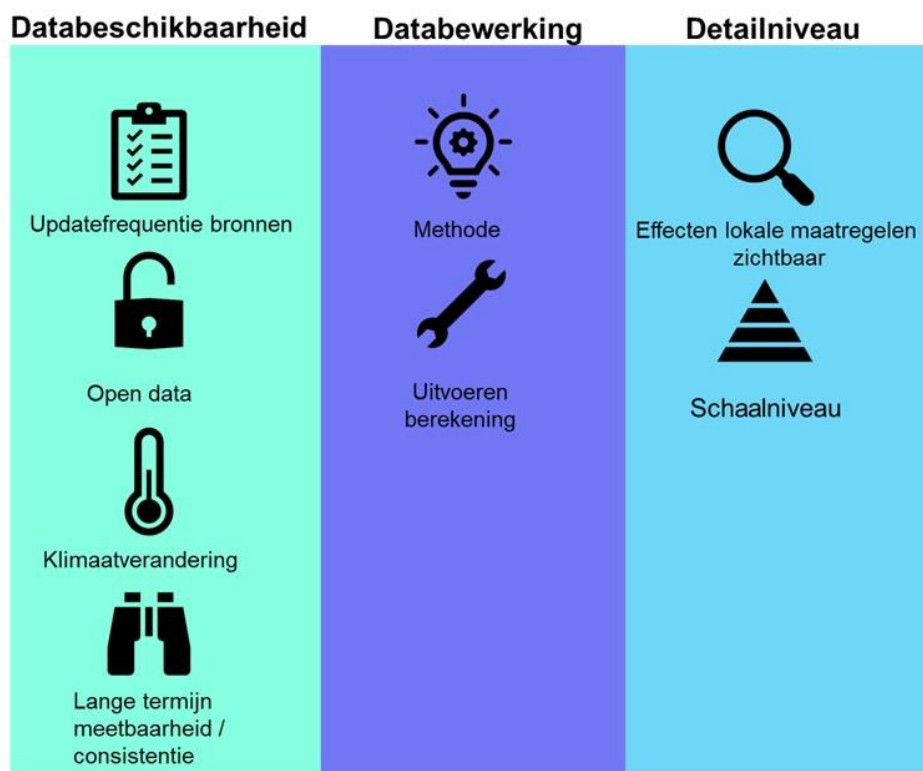 Databeschikbaarheid
Updatefrequentie bronnen
Open data
Klimaatverandering
Lange termijn
meetbaarheid /
consistentie
Databewerking
Methode
Uitvoeren
berekening
Detailniveau
Effecten lokale maatregelen
zichtbaar
Schaalniveau